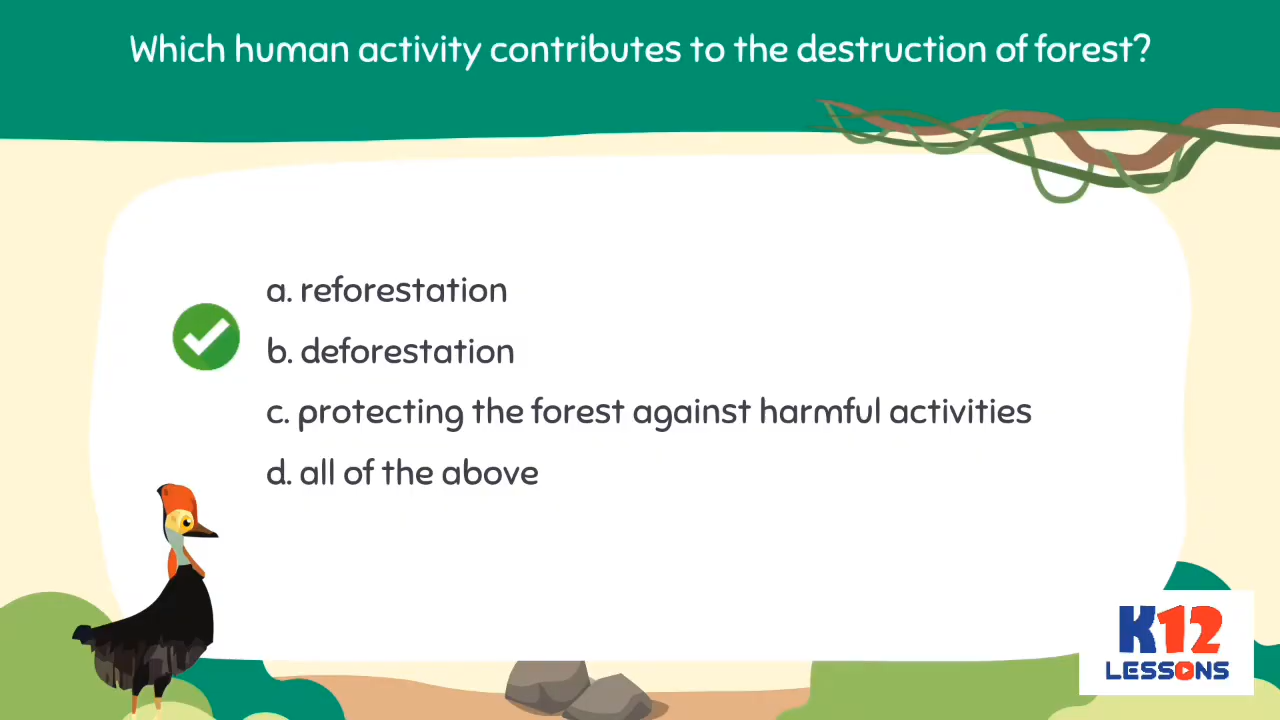 Which human activity contributes to the destruction of forest?
a. reforestation
b. deforestation
c. protecting the forest against harmful activities
d. all of the above
K12
LESSONS